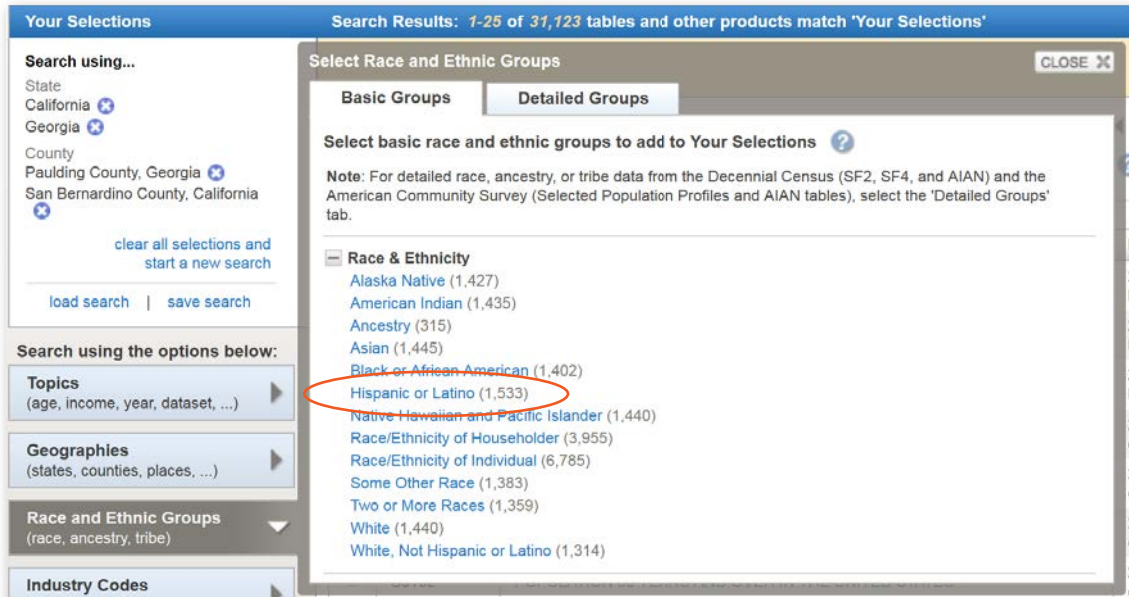 Your Selections
Search Results: 1-25 of 31,123 tables and other products match 'Your Selections'
Search using...
State
California
Georgia
County
Paulding County, Georgia
San Bernardino County, California
clear all selections and
start a new search
load search | save search
Search using the options below:
Topics
(age, income, year, dataset, ...)
Geographies
(states, counties, places, ...)
Race and Ethnic Groups
(race, ancestry, tribe)
Industry Codes
Select Race and Ethnic Groups
CLOSE X
Basic Groups
Detailed Groups
Select basic race and ethnic groups to add to Your Selections ?
Note: For detailed race, ancestry, or tribe data from the Decennial Census (SF2, SF4, and AIAN) and the
American Community Survey (Selected Population Profiles and AIAN tables), select the 'Detailed Groups'
tab.
Race & Ethnicity
Alaska Native (1,427)
American Indian (1,435)
Ancestry (315)
Asian (1,445)
Black or African American (1,402)
Hispanic or Latino (1,533)
Native Hawaiian and Pacific Islander (1,440)
Race/Ethnicity of Householder (3,955)
Race/Ethnicity of Individual (6,785)
Some Other Race (1,383)
Two or More Races (1,359)
White (1,440)
White, Not Hispanic or Latino (1,314)